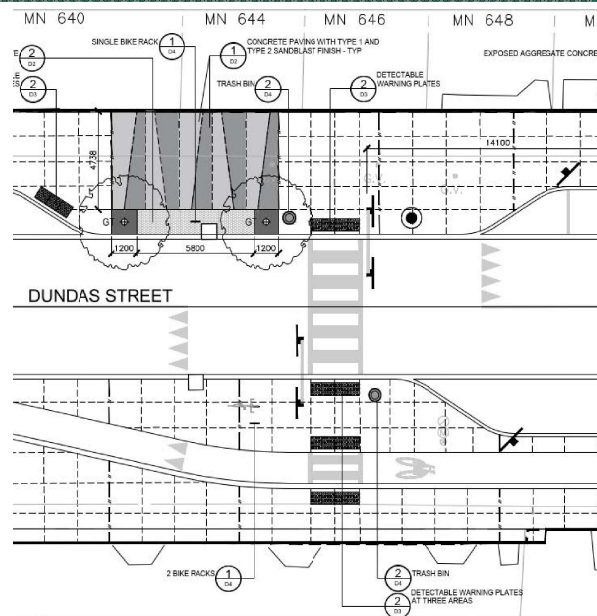 MN 640
MN 644
MN 646
MN 648
SINGLE BIKE RACK
1
D4
1
D2
CONCRETE PAVING WITH TYPE 1 AND
TYPE 2 SANDBLAST FINISH - TYP
EXPOSED AGGREGATE CONCRE
2
D2
2
D3
TRASH BIN
2
D4
2
D3
DETECTABLE
WARNING PLATES
14100
4738
G.V.
G.V.
GT
GT
1200
5800
1200
DUNDAS STREET
2 BIKE RACKS
1
D4
2
D4
TRASH BIN
2
D3
DETECTABLE WARNING PLATES
AT THREE AREAS